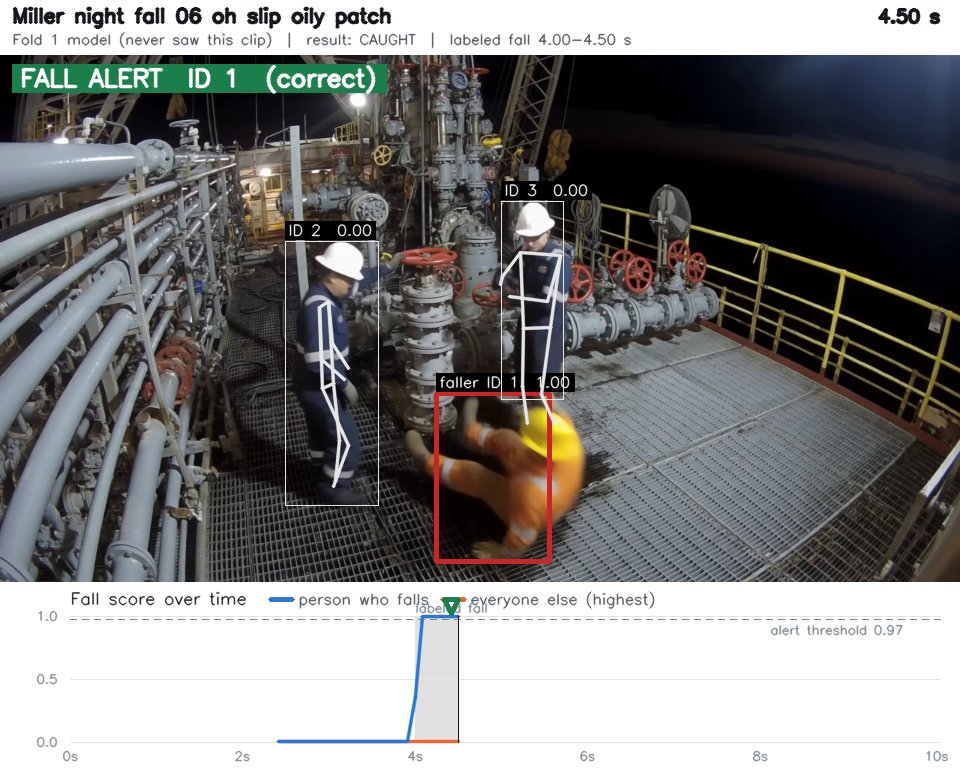 Miller night fall 06 oh slip oily patch
4.50 s
Fold 1 model (never saw this clip) | result: CAUGHT | labeled fall 4.00–4.50 s
FALL ALERT ID 1 (correct)
ID 3 0.00
ID 2 0.00
faller ID 1 1.00
Fall score over time
person who falls
everyone else (highest)
labeled fall
1.0
alert threshold 0.97
0.5
0.0
0s 2s 4s 6s 8s 10s